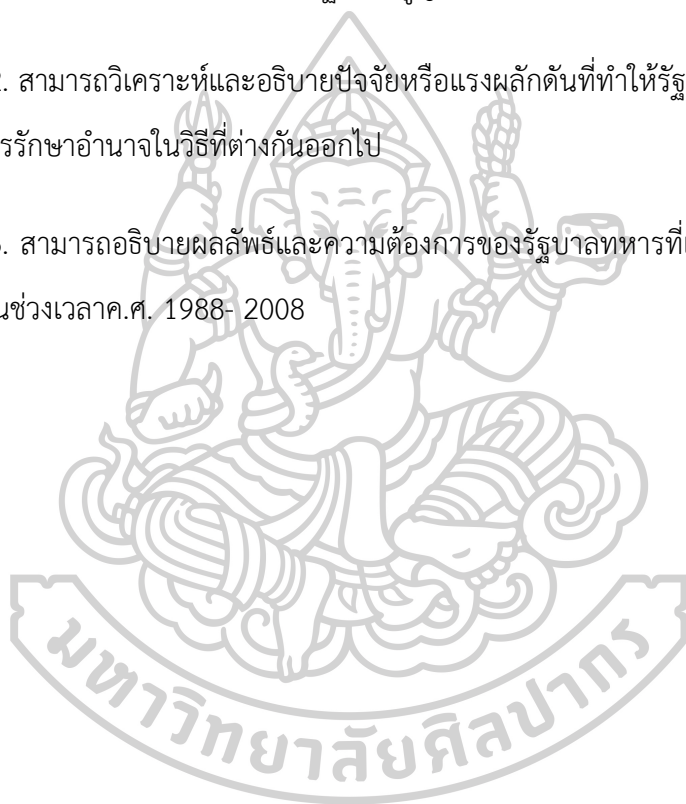 สามารถวิเคราะห์และอธิบายปัจจัยหรือแรงผลักดันที่ทำให้รัฐ
รรักษาอำนาจในวิธีที่ต่างกันออกไป
สามารถอธิบายผลลัพธ์และความต้องการของรัฐบาลทหารที่
นช่วงเวลาค.ศ. 1988- 2008
มหาวิทยาลัยศิลปากร